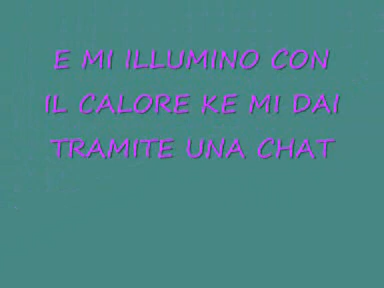 E MI ILLUMINO CON
IL CALORE KE MI DAI
TRAMITE UNA CHAT